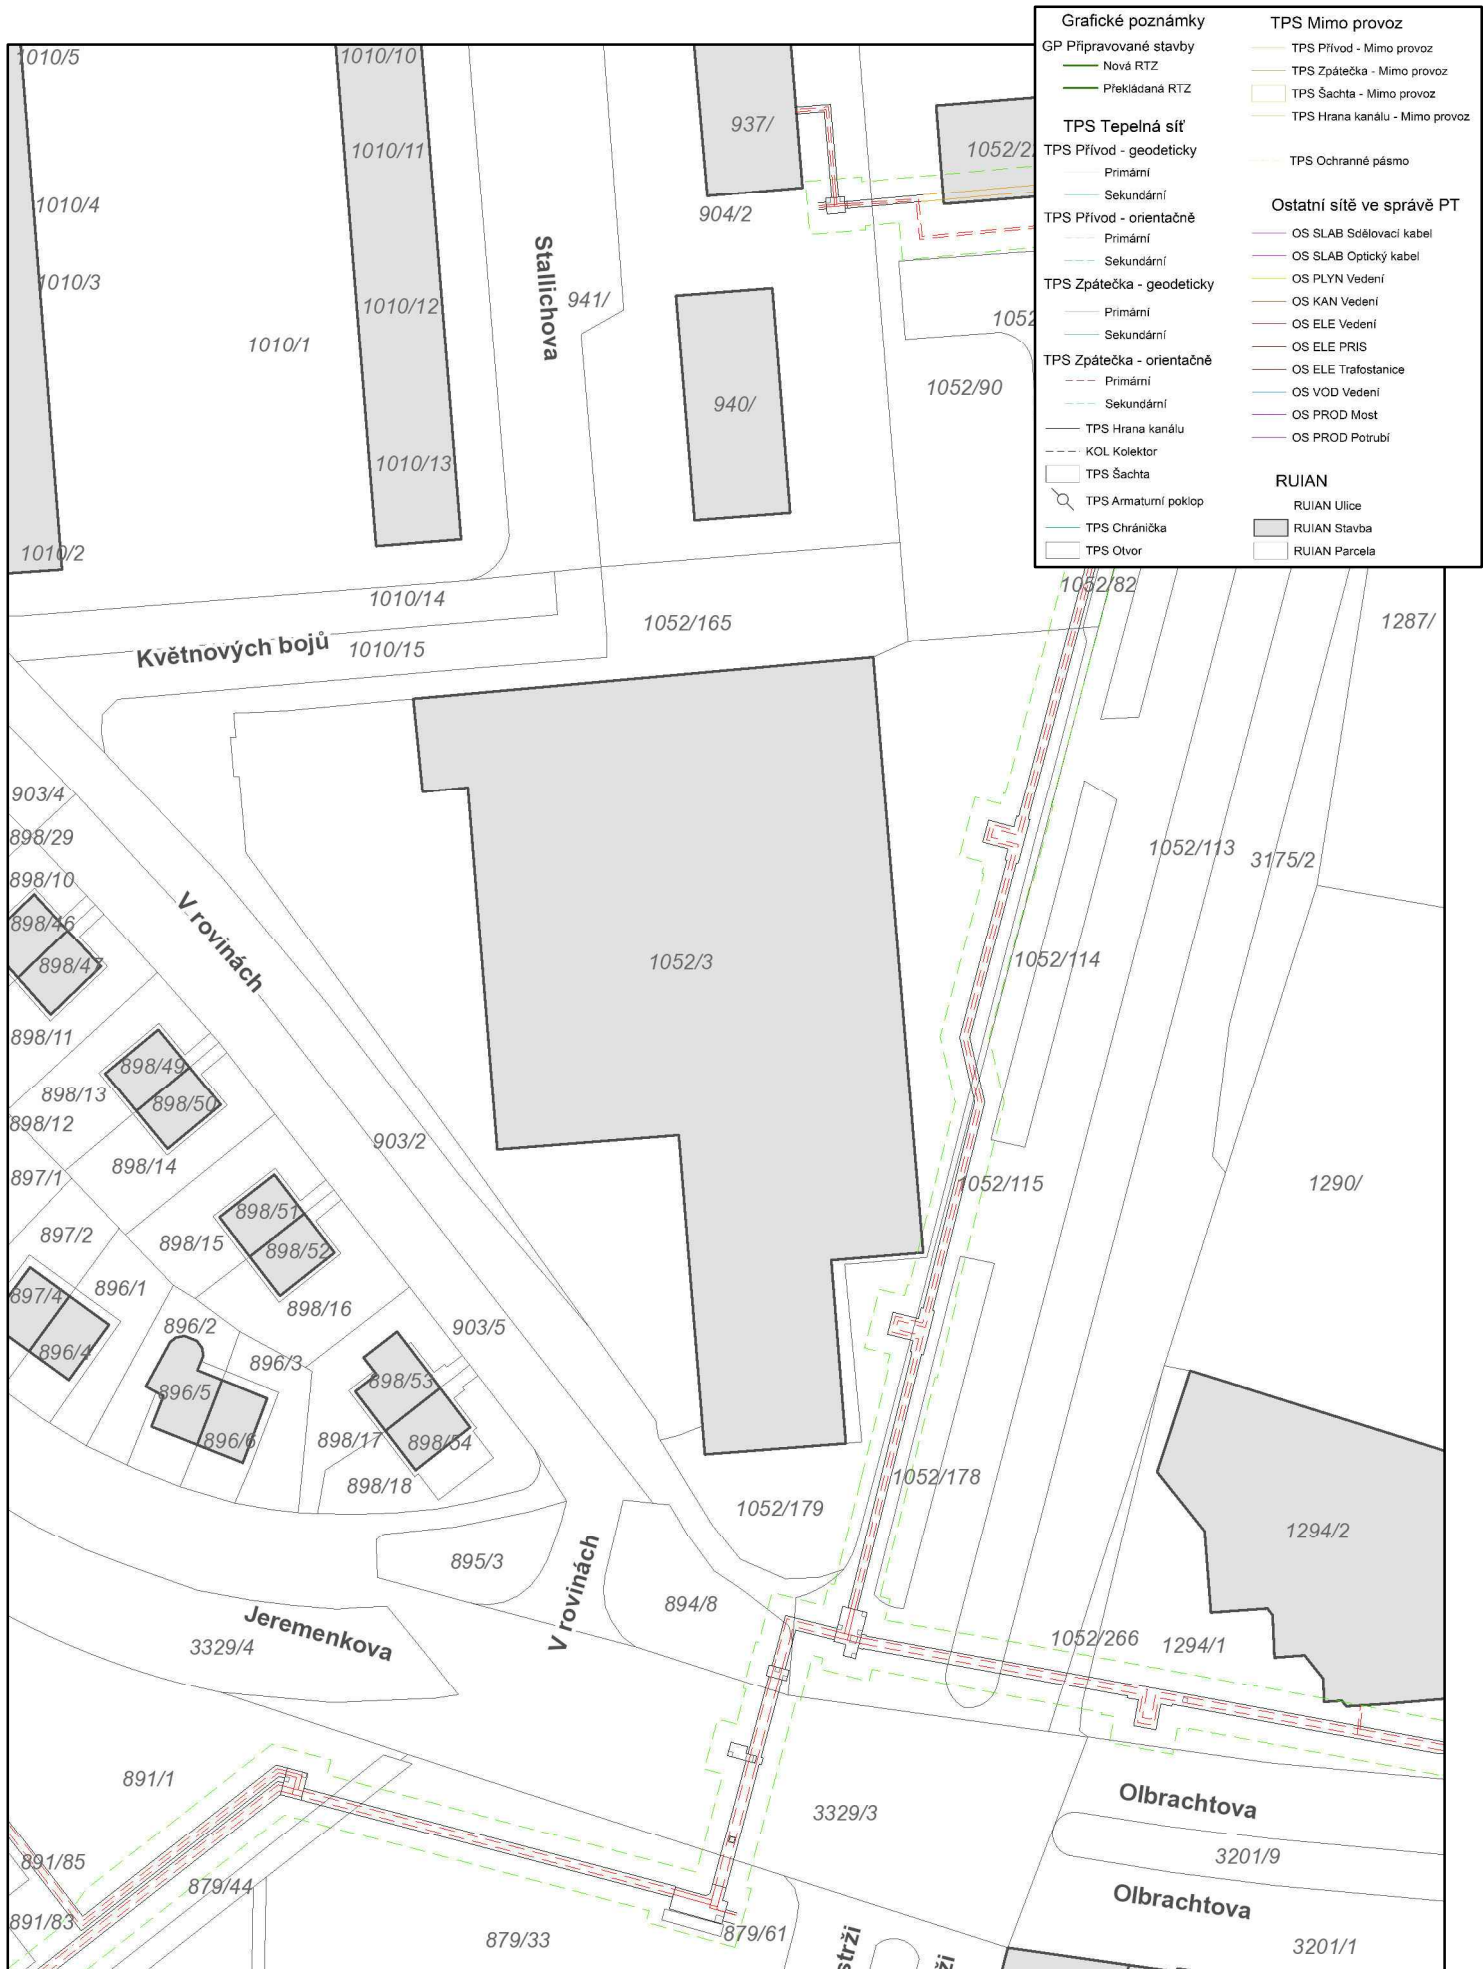 Grafické poznámky
GP Připravované stavby
Nová RTZ
Překládaná RTZ
TPS Tepelná síť
TPS Přívod - geodeticky
Primární
Sekundární
TPS Přívod - orientačně
Primární
Sekundární
TPS Zpátečka - geodeticky
Primární
Sekundární
TPS Zpátečka - orientačně
Primární
Sekundární
TPS Hrana kanálu
KOL Kolektor
TPS Šachta
TPS Armaturní poklop
TPS Chránička
TPS Otvor
TPS Mimo provoz
TPS Přívod - Mimo provoz
TPS Zpátečka - Mimo provoz
TPS Šachta - Mimo provoz
TPS Hrana kanálu - Mimo provoz
TPS Ochranné pásmo
Ostatní sítě ve správě PT
OS SLAB Sdělovací kabel
OS SLAB Optický kabel
OS PLYN Vedení
OS KAN Vedení
OS ELE Vedení
OS ELE PRIS
OS ELE Trafostanice
OS VOD Vedení
OS PROD Most
OS PROD Potrubí
RUIAN
RUIAN Ulice
RUIAN Stavba
RUIAN Parcela
1010/5
1010/10
937/
1010/11
1052/2
1010/4
904/2
1010/3
Stallichova
941/
1010/12
1052
1010/1
1052/90
940/
1010/13
1010/2
1052/82
1010/14
1052/165
1287/
Květnových bojů
1010/15
903/4
898/29
1052/113
3175/2
898/10
898/46
V rovinách
898/47
1052/3
1052/114
898/11
898/49
898/13
898/50
898/12
903/2
898/14
897/1
1052/115
1290/
898/51
897/2
898/15
898/52
896/1
897/4
898/16
896/2
903/5
896/4
896/3
898/53
896/5
896/6
898/17
898/54
1052/178
898/18
1052/179
1294/2
895/3
V rovinách
894/8
Jeremenkova
1052/266
1294/1
3329/4
891/1
Olbrachtova
3329/3
891/85
3201/9
879/44
Olbrachtova
891/83
879/33
879/61
strži
ži
3201/1